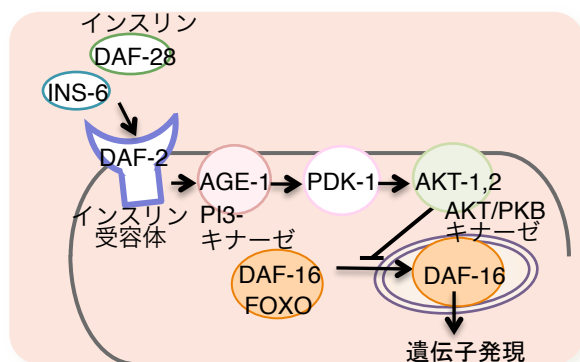 インスリン
DAF-28
INS-6
DAF-2
インスリン
受容体
AGE-1
PI3-
キナーゼ
PDK-1
AKT-1,2
AKT/PKB
キナーゼ
DAF-16
FOXO
DAF-16
遺伝子発現